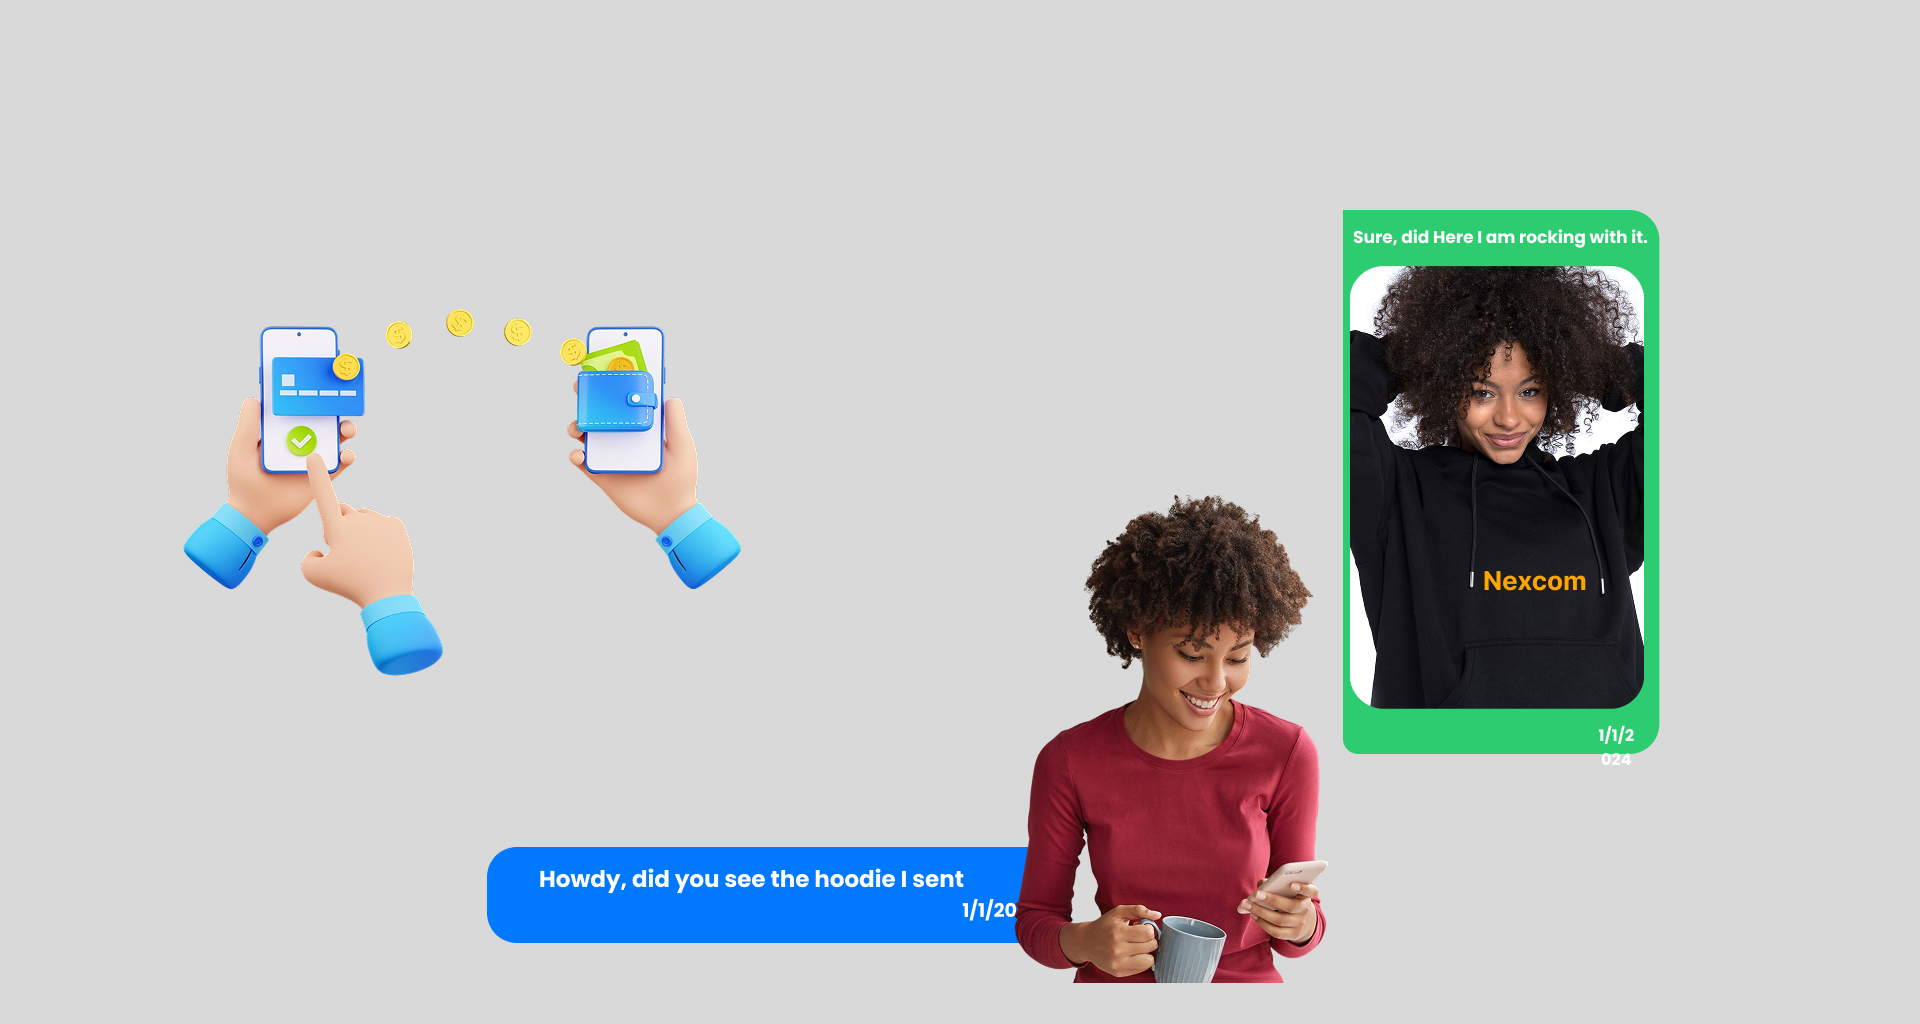 Sure, did Here I am rocking with it.
Nexcom
1/1/2
024
Howdy, did you see the hoodie I sent
1/1/20